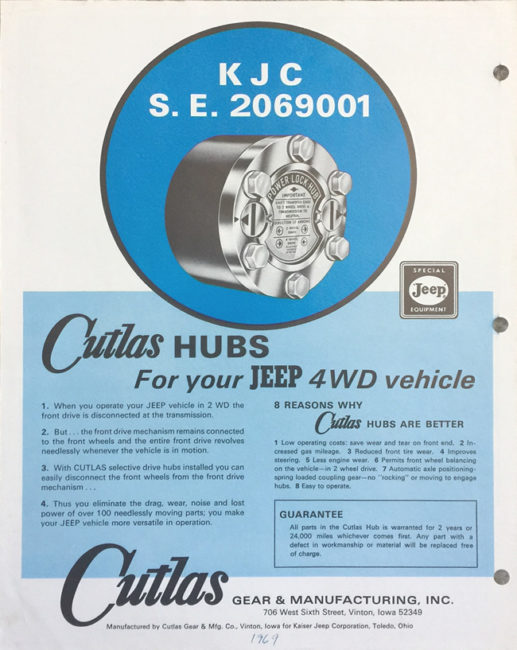 K J C
S. E. 2069001
POWER-LOCK HUB
IMPORTANT
SHIFT TRANSFER CASE
TO 2 WHEEL DRIVE &
TRANSMISSION TO
NEUTRAL
SPECIAL
Jeep
EQUIPMENT
Cutlas HUBS
For your JEEP 4WD vehicle
1. When you operate your JEEP vehicle in 2 WD the
front drive is disconnected at the transmission.
2. But . . . the front drive mechanism remains connected
to the front wheels and the entire front drive revolves
needlessly whenever the vehicle is in motion.
3. With CUTLAS selective drive hubs installed you can
easily disconnect the front wheels from the front drive
mechanism . . .
4. Thus you eliminate the drag, wear, noise and lost
power of over 100 needlessly moving parts; you make
your JEEP vehicle more versatile in operation.
8 REASONS WHY
Cutlas HUBS ARE BETTER
1 Low operating costs: save wear and tear on front end. 2 In-
creased gas mileage. 3 Reduced front tire wear. 4 Improves
steering. 5 Less engine wear. 6 Permits front wheel balancing
on the vehicle—in 2 wheel drive. 7 Automatic axle positioning-
spring loaded coupling gear—no "rocking" or moving to engage
hubs. 8 Easy to operate.
GUARANTEE
All parts in the Cutlas Hub is warranted for 2 years or
24,000 miles whichever comes first. Any part with a
defect in workmanship or material will be replaced free
of charge.
Cutlas GEAR & MANUFACTURING, INC.
706 West Sixth Street, Vinton, Iowa 52349
Manufactured by Cutlas Gear & Mfg. Co., Vinton, Iowa for Kaiser Jeep Corporation, Toledo, Ohio
1969